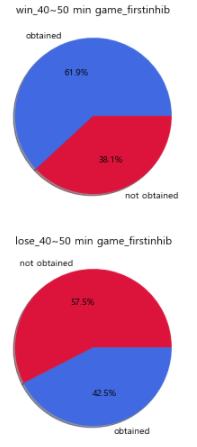 win_40~50 min game_firstinhib
obtained
61.9%
38.1%
not obtained
lose_40~50 min game_firstinhib
not obtained
57.5%
42.5%
obtained